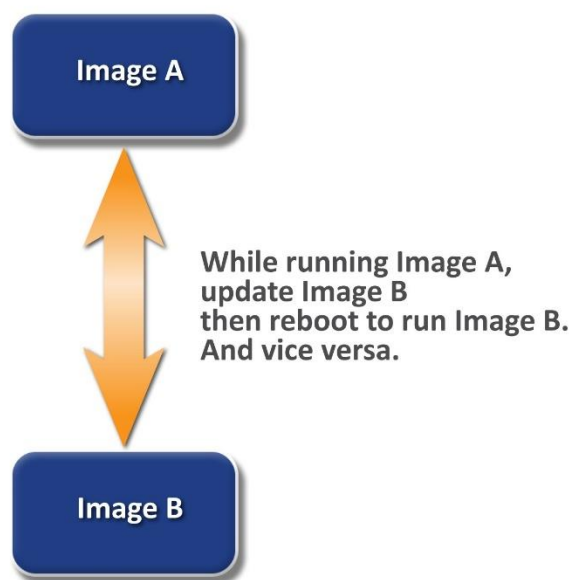 Image A
While running Image A,
update Image B
then reboot to run Image B.
And vice versa.
Image B